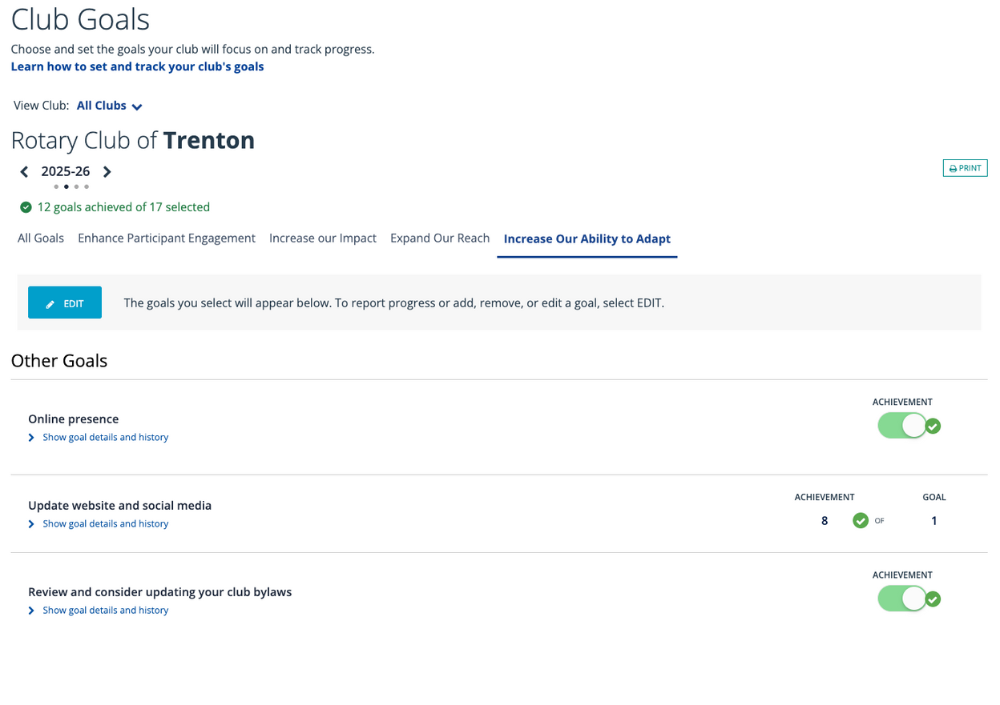 Club Goals
Choose and set the goals your club will focus on and track progress.
Learn how to set and track your club's goals
View Club: All Clubs
Rotary Club of Trenton
2025-26
PRINT
12 goals achieved of 17 selected
All Goals Enhance Participant Engagement Increase our Impact Expand Our Reach Increase Our Ability to Adapt
EDIT The goals you select will appear below. To report progress or add, remove, or edit a goal, select EDIT.
Other Goals
ACHIEVEMENT
Online presence
Show goal details and history
ACHIEVEMENT GOAL
Update website and social media
8 OF 1
Show goal details and history
ACHIEVEMENT
Review and consider updating your club bylaws
Show goal details and history